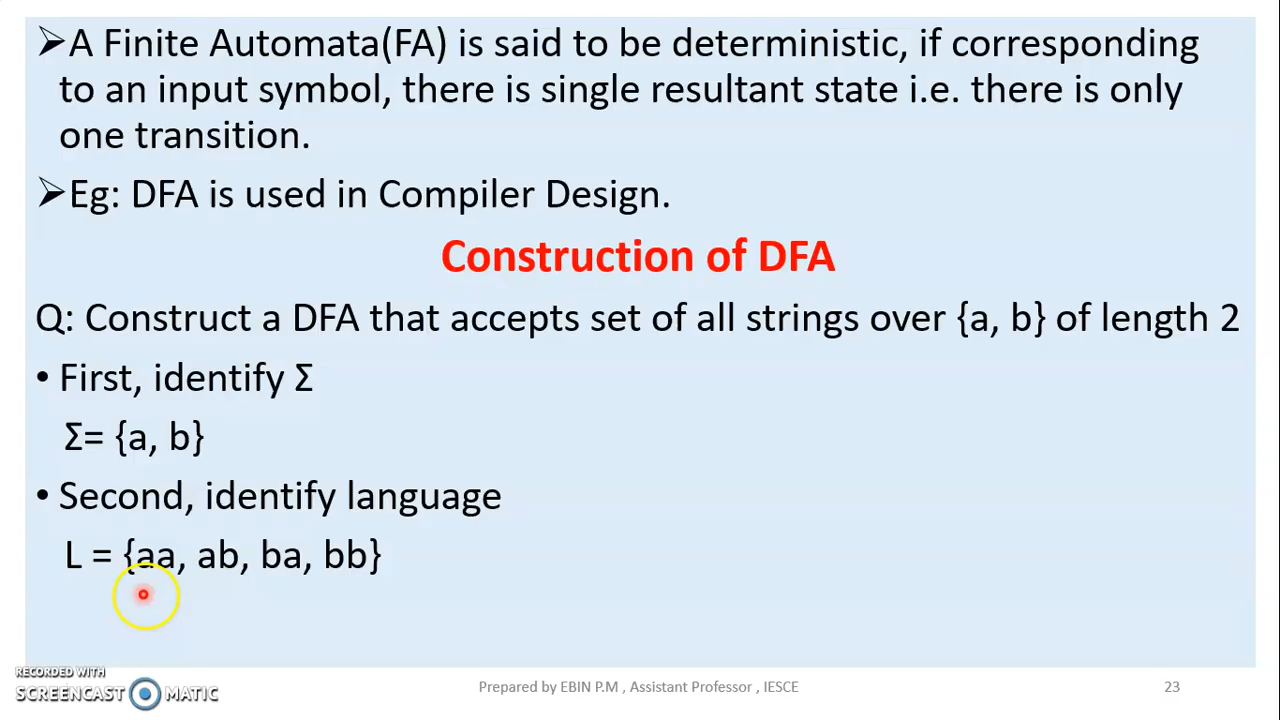 ➢A Finite Automata(FA) is said to be deterministic, if corresponding
to an input symbol, there is single resultant state i.e. there is only
one transition.
➢Eg: DFA is used in Compiler Design.
Construction of DFA
Q: Construct a DFA that accepts set of all strings over {a, b} of length 2
• First, identify Σ
Σ= {a, b}
• Second, identify language
L = {aa, ab, ba, bb}
RECORDED WITH
SCREENCAST MATIC
Prepared by EBIN P.M , Assistant Professor , IESCE
23